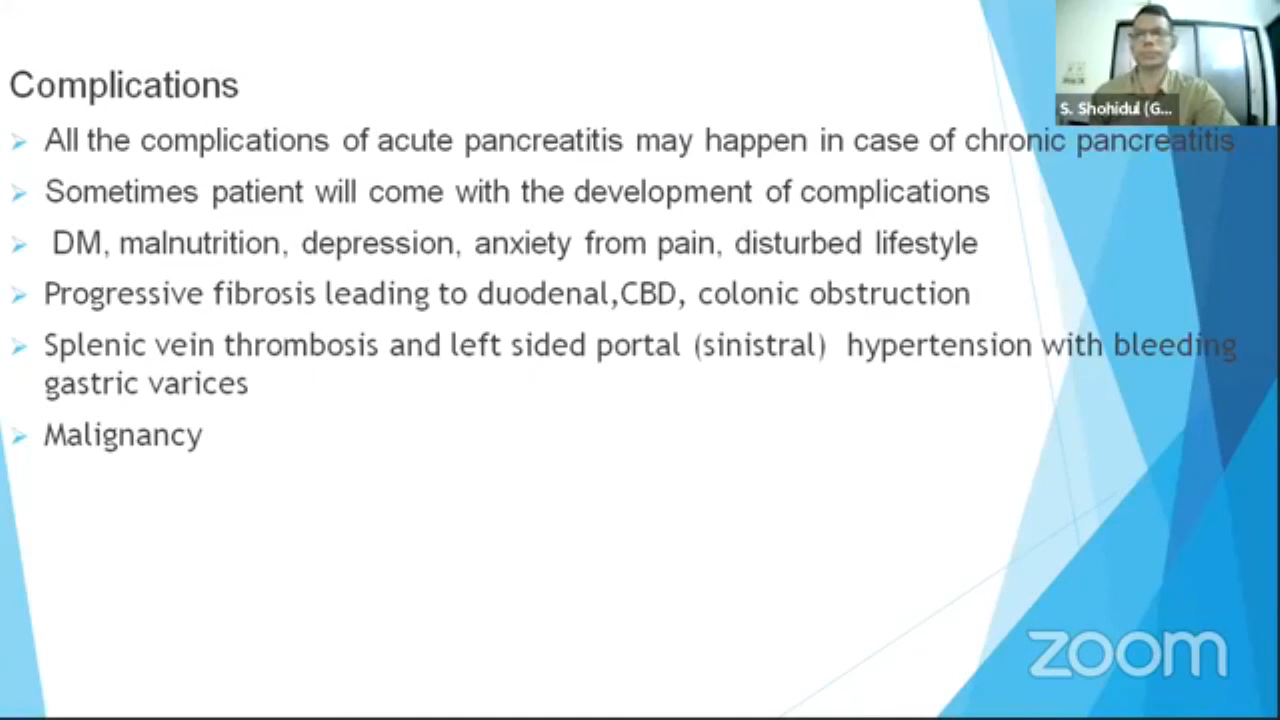 Complications
All the complications of acute pancreatitis may happen in case of chronic pancreatitis
Sometimes patient will come with the development of complications
DM, malnutrition, depression, anxiety from pain, disturbed lifestyle
Progressive fibrosis leading to duodenal,CBD, colonic obstruction
Splenic vein thrombosis and left sided portal (sinistral) hypertension with bleeding
gastric varices
Malignancy
S. Shohidul (G...
zoom